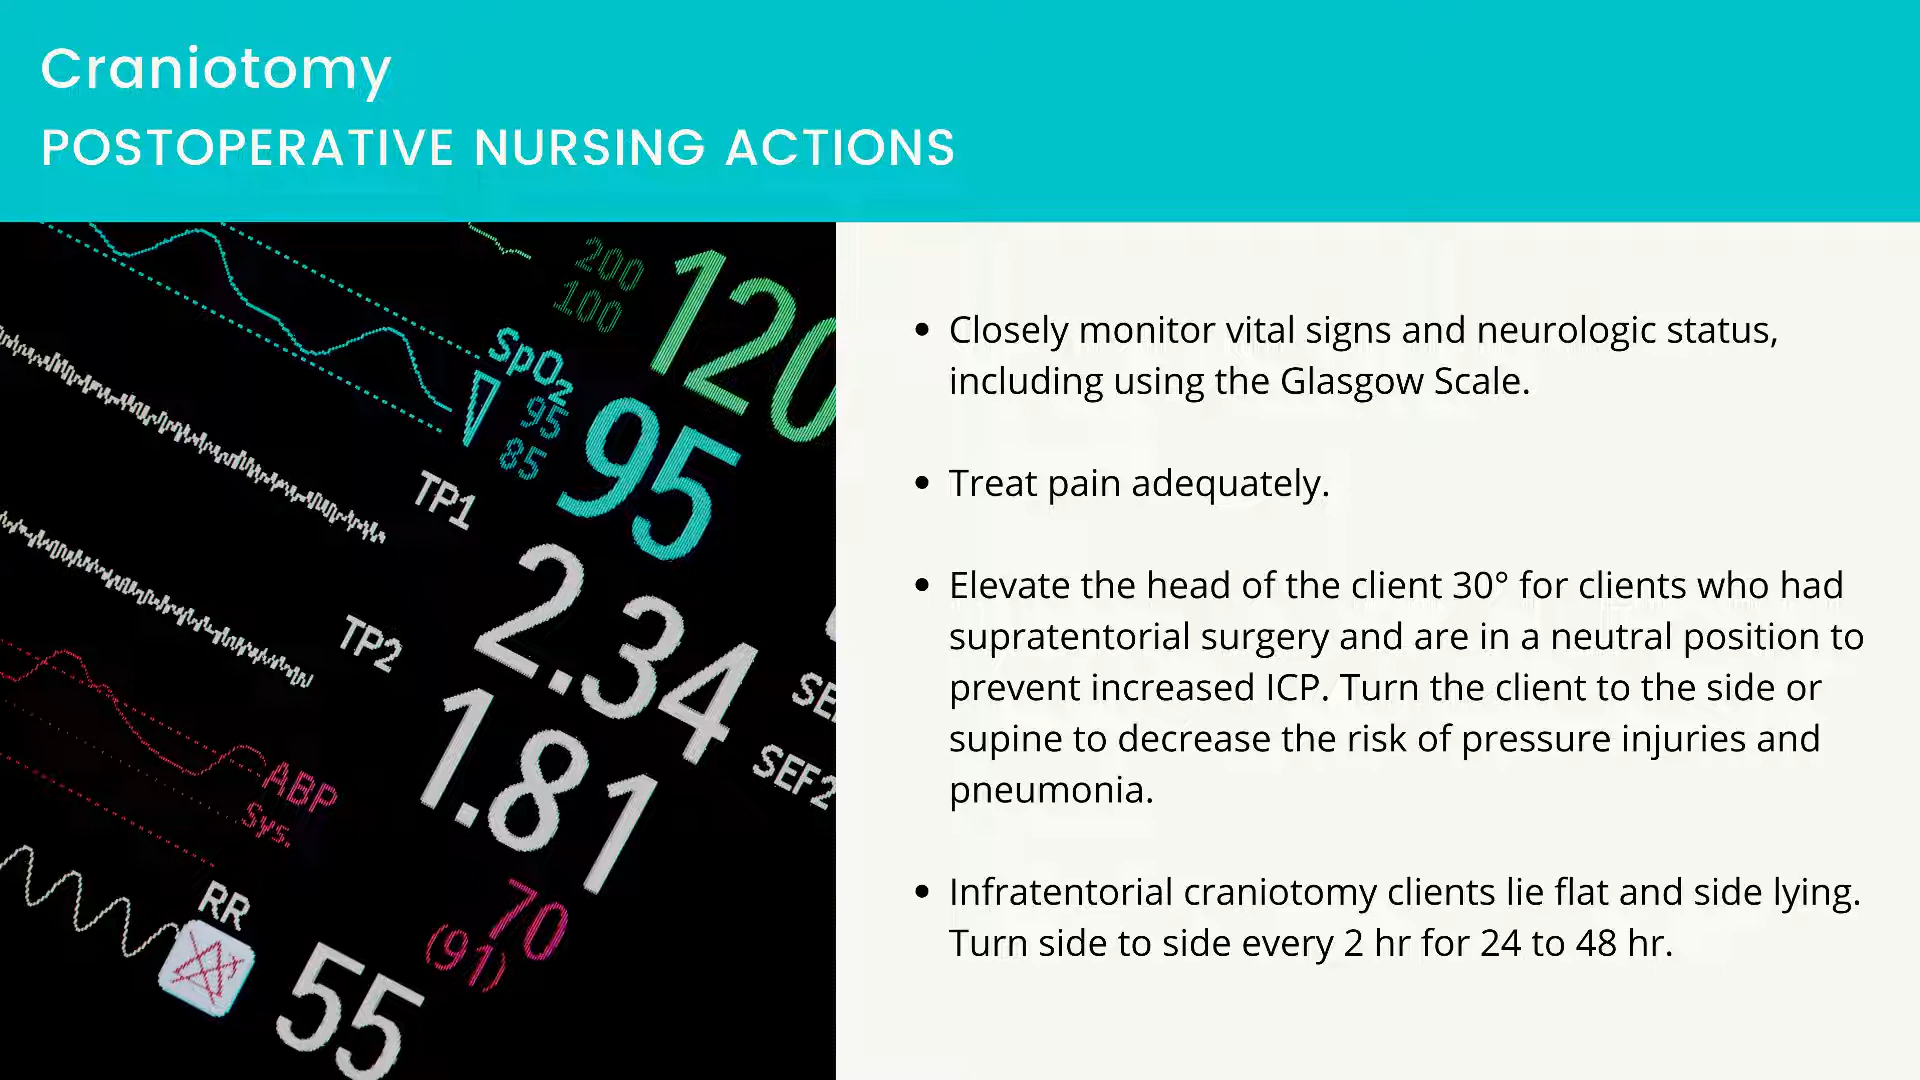 Craniotomy
POSTOPERATIVE NURSING ACTIONS
200
100
120
SpO2
95
85
95
TP1
2.34
TP2
1.81
SEF2
ABP
Sys.
70
(91)
RR
55
• Closely monitor vital signs and neurologic status,
including using the Glasgow Scale.
• Treat pain adequately.
• Elevate the head of the client 30° for clients who had
supratentorial surgery and are in a neutral position to
prevent increased ICP. Turn the client to the side or
supine to decrease the risk of pressure injuries and
pneumonia.
• Infratentorial craniotomy clients lie flat and side lying.
Turn side to side every 2 hr for 24 to 48 hr.